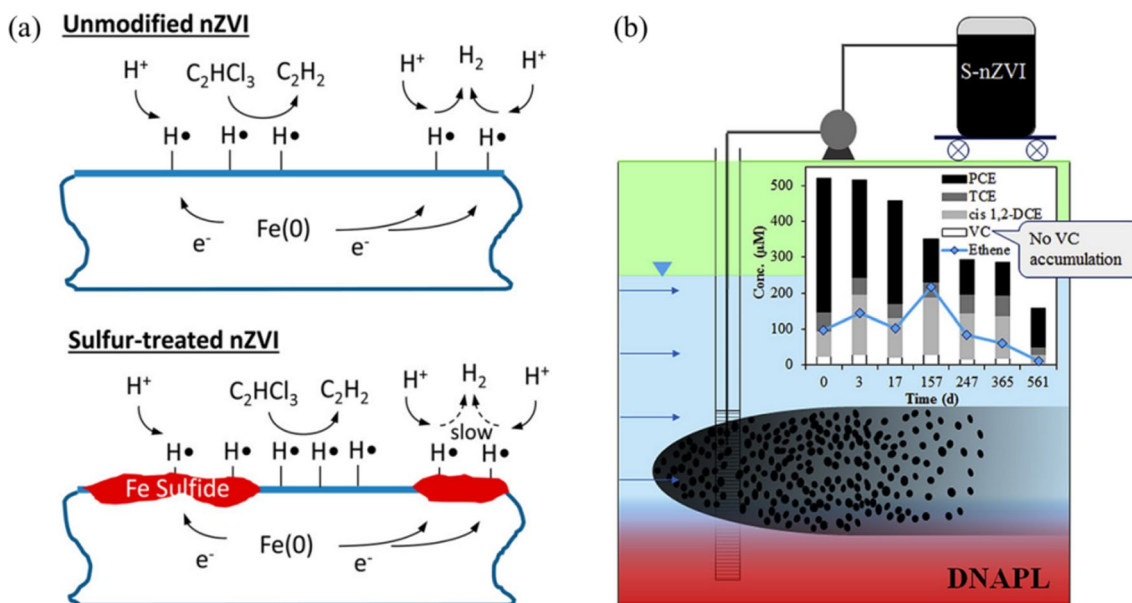 (a)
Unmodified nZVI
H⁺
C₂HCl₃
C₂H₂
H⁺
H₂
H⁺
H•
H•
H•
H•
H•
Fe(0)
e⁻
e⁻
Sulfur-treated nZVI
H⁺
C₂HCl₃
C₂H₂
H⁺
H₂
H⁺
slow
H•
H•
H•
H•
H•
H•
H•
Fe Sulfide
Fe(0)
e⁻
e⁻
(b)
S-nZVI
PCE
TCE
cis 1,2-DCE
VC
Ethene
No VC
accumulation
Conc. (µM)
500
400
300
200
100
0
0 3 17 157 247 365 561
Time (d)
DNAPL